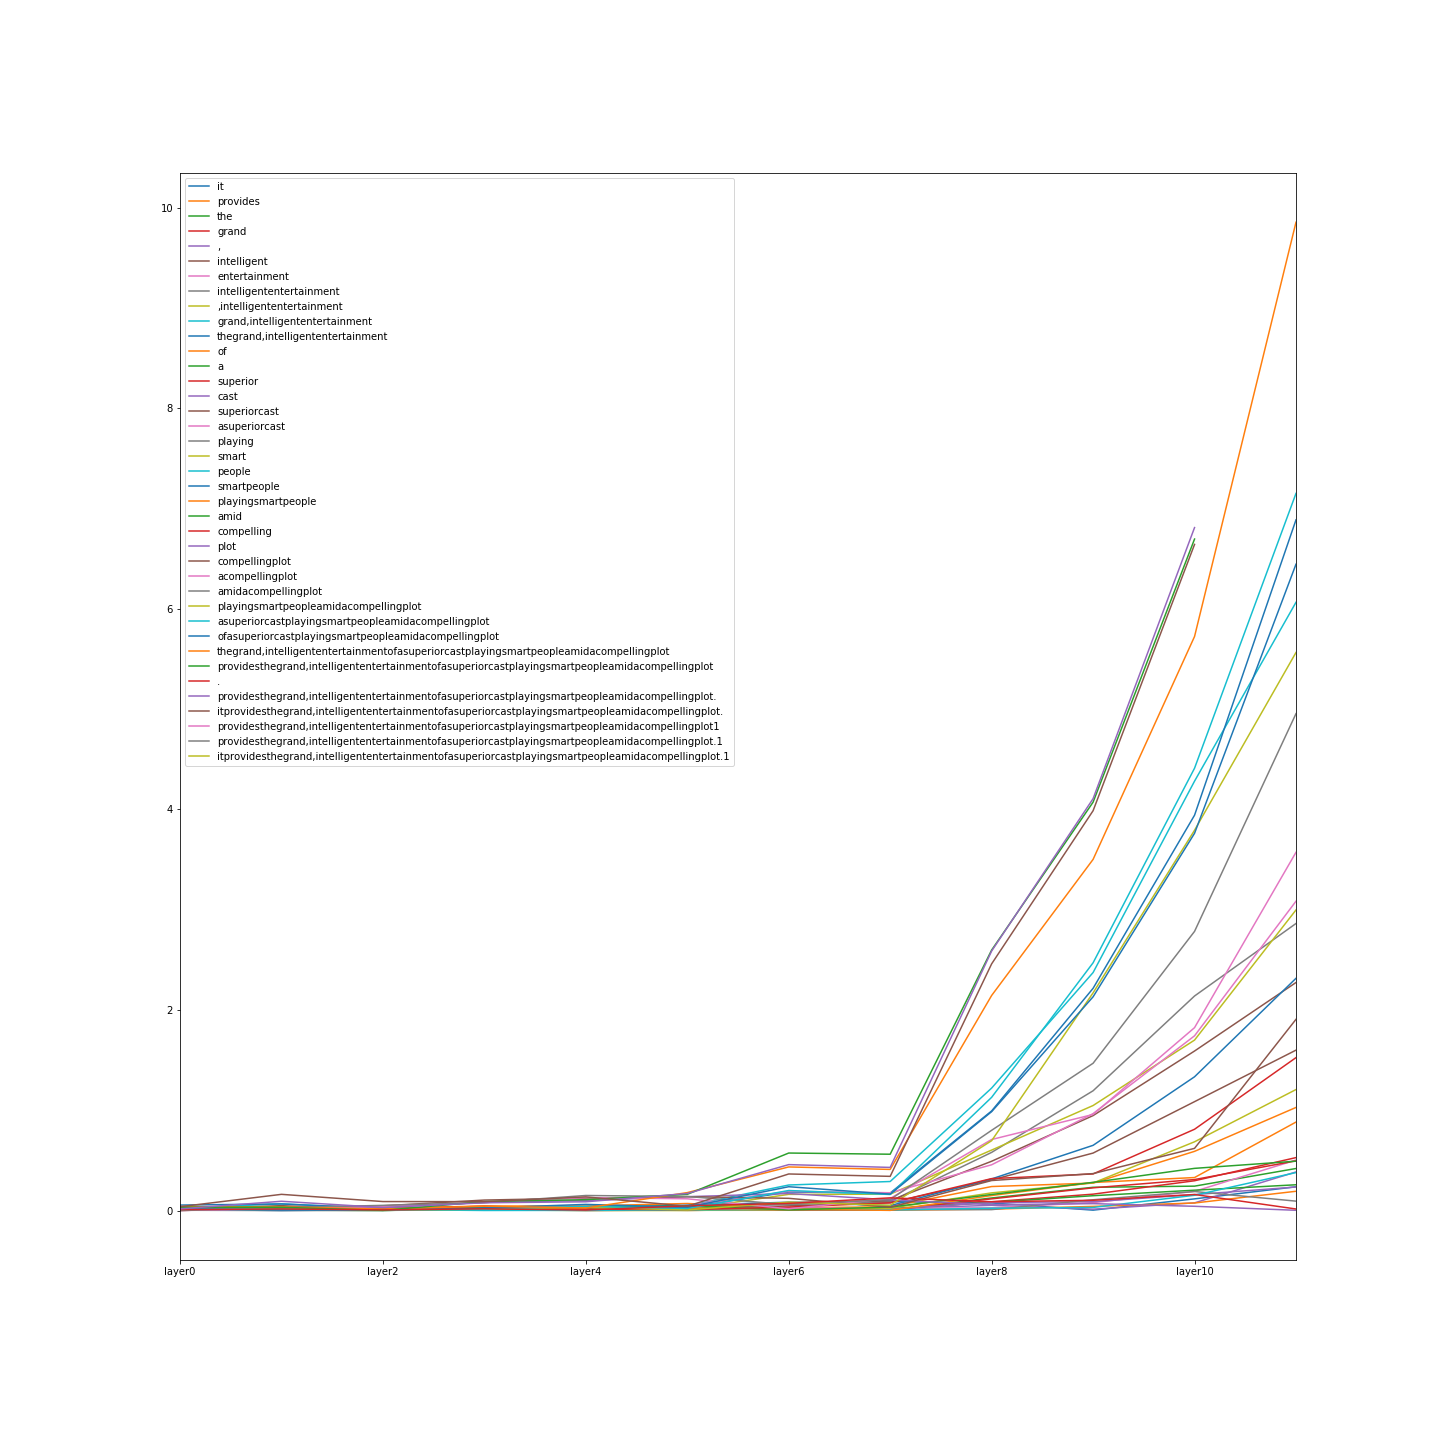 10
8
6
4
2
0
it
provides
the
grand
,
intelligent
entertainment
intelligententertainment
,intelligententertainment
grand,intelligententertainment
thegrand,intelligententertainment
of
a
superior
cast
superiorcast
asuperiorcast
playing
smart
people
smartpeople
playingsmartpeople
amid
compelling
plot
compellingplot
acompellingplot
amidacompellingplot
playingsmartpeopleamidacompellingplot
asuperiorcastplayingsmartpeopleamidacompellingplot
ofasuperiorcastplayingsmartpeopleamidacompellingplot
thegrand,intelligententertainmentofasuperiorcastplayingsmartpeopleamidacompellingplot
providesthegrand,intelligententertainmentofasuperiorcastplayingsmartpeopleamidacompellingplot
.
providesthegrand,intelligententertainmentofasuperiorcastplayingsmartpeopleamidacompellingplot.
itprovidesthegrand,intelligententertainmentofasuperiorcastplayingsmartpeopleamidacompellingplot.
providesthegrand,intelligententertainmentofasuperiorcastplayingsmartpeopleamidacompellingplot1
providesthegrand,intelligententertainmentofasuperiorcastplayingsmartpeopleamidacompellingplot.1
itprovidesthegrand,intelligententertainmentofasuperiorcastplayingsmartpeopleamidacompellingplot.1
layer0 layer2 layer4 layer6 layer8 layer10